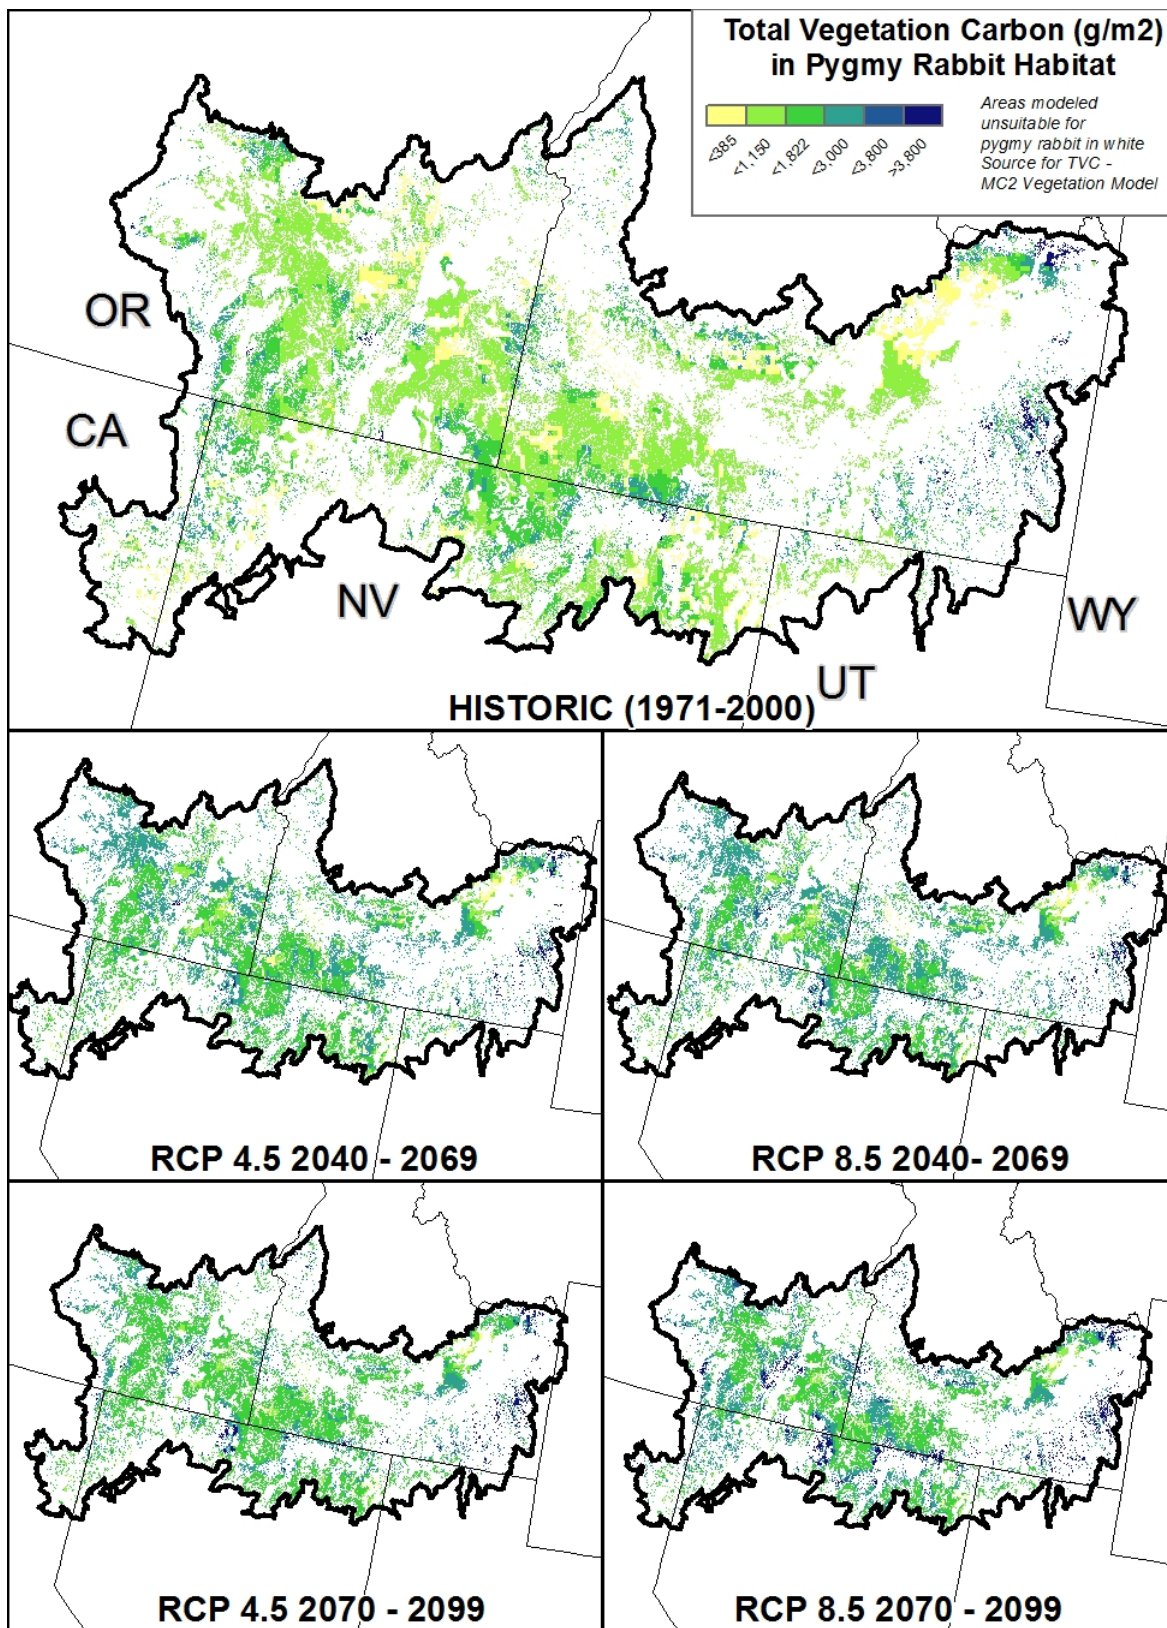 Total Vegetation Carbon (g/m2)
in Pygmy Rabbit Habitat
<385
<1,150
<1,822
<3,000
<3,800
>3,800
Areas modeled
unsuitable for
pygmy rabbit in white
Source for TVC -
MC2 Vegetation Model
OR
CA
NV
UT
WY
HISTORIC (1971-2000)
RCP 4.5 2040 - 2069
RCP 8.5 2040- 2069
RCP 4.5 2070 - 2099
RCP 8.5 2070 - 2099